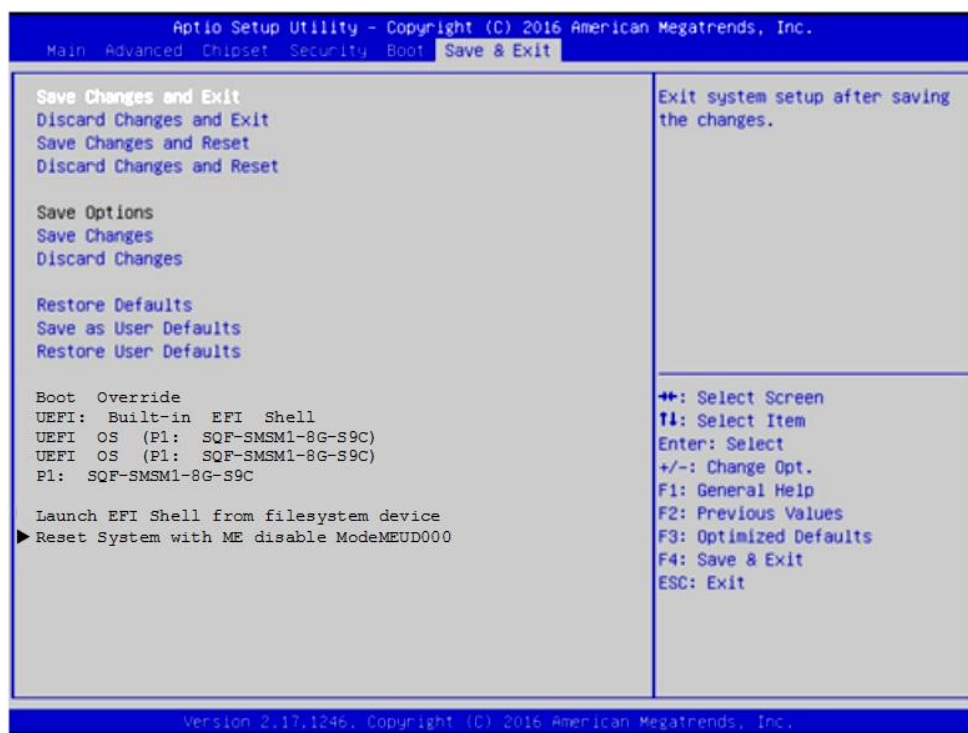 Aptio Setup Utility - Copyright (C) 2016 American Megatrends, Inc.
Main Advanced Chipset Security Boot Save & Exit
Save Changes and Exit
Discard Changes and Exit
Save Changes and Reset
Discard Changes and Reset
Save Options
Save Changes
Discard Changes
Restore Defaults
Save as User Defaults
Restore User Defaults
Boot Override
UEFI: Built-in EFI Shell
UEFI OS (P1: SQF-SMSM1-8G-S9C)
UEFI OS (P1: SQF-SMSM1-8G-S9C)
P1: SQF-SMSM1-8G-S9C
Launch EFI Shell from filesystem device
▶ Reset System with ME disable ModeMEUD000
Exit system setup after saving
the changes.
→←: Select Screen
↑↓: Select Item
Enter: Select
+/-: Change Opt.
F1: General Help
F2: Previous Values
F3: Optimized Defaults
F4: Save & Exit
ESC: Exit
Version 2.17.1246. Copyright (C) 2016 American Megatrends, Inc.